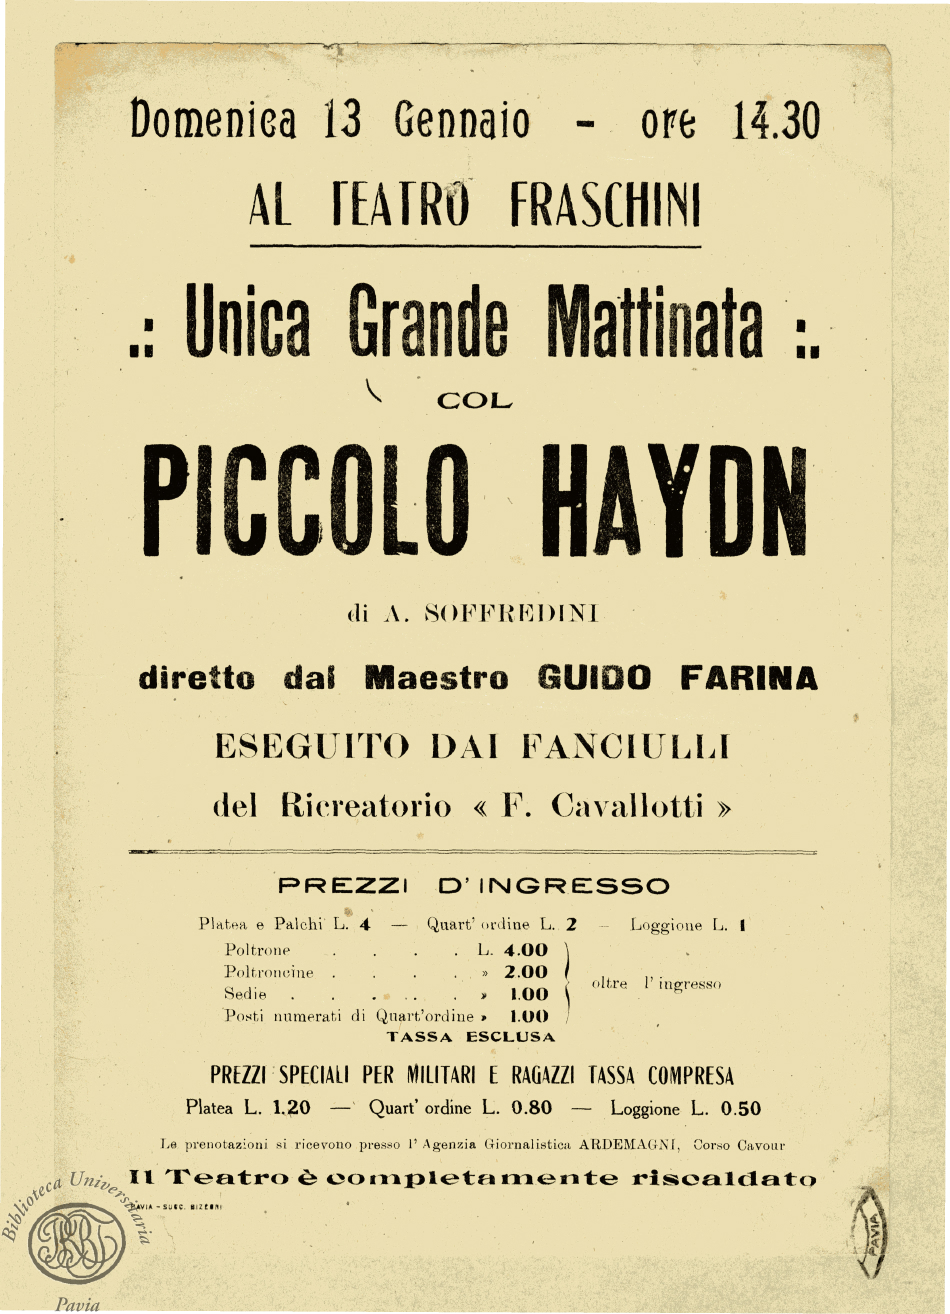 Domenica 13 Gennaio - ore 14.30
AL TEATRO FRASCHINI
.: Unica Grande Mattinata :.
COL
PICCOLO HAYDN
di A. SOFFREDINI
diretto dal Maestro GUIDO FARINA
ESEGUITO DAI FANCIULLI
del Ricreatorio « F. Cavallotti »
PREZZI D'INGRESSO
Platea e Palchi L. 4 — Quart' ordine L. 2 — Loggione L. 1
Poltrone . . . . L. 4.00
Poltroncine . . . . » 2.00
Sedie . . . . . » 1.00
Posti numerati di Quart'ordine » 1.00
oltre l'ingresso
TASSA ESCLUSA
PREZZI SPECIALI PER MILITARI E RAGAZZI TASSA COMPRESA
Platea L. 1.20 — Quart' ordine L. 0.80 — Loggione L. 0.50
Le prenotazioni si ricevono presso l'Agenzia Giornalistica ARDEMAGNI, Corso Cavour
Il Teatro è completamente riscaldato
PAVIA - SUCC. BIZZONI
Biblioteca Universitaria
Pavia
PAVIA